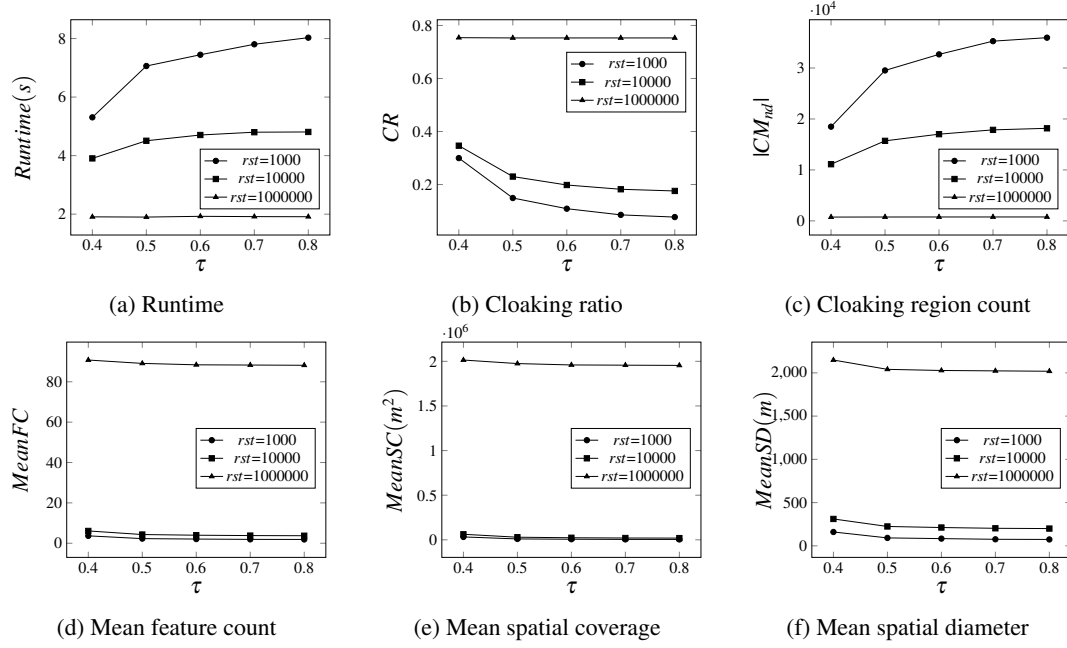 Runtime(s)
8
6
4
2
rst=1000
rst=10000
rst=1000000
0.4 0.5 0.6 0.7 0.8
τ
(a) Runtime
CR
0.8
0.6
0.4
0.2
rst=1000
rst=10000
rst=1000000
0.4 0.5 0.6 0.7 0.8
τ
(b) Cloaking ratio
·10⁴
|CMnd|
3
2
1
0
rst=1000
rst=10000
rst=1000000
0.4 0.5 0.6 0.7 0.8
τ
(c) Cloaking region count
MeanFC
80
60
40
20
0
rst=1000
rst=10000
rst=1000000
0.4 0.5 0.6 0.7 0.8
τ
(d) Mean feature count
·10⁶
MeanSC(m²)
2
1.5
1
0.5
0
rst=1000
rst=10000
rst=1000000
0.4 0.5 0.6 0.7 0.8
τ
(e) Mean spatial coverage
MeanSD(m)
2,000
1,500
1,000
500
0
rst=1000
rst=10000
rst=1000000
0.4 0.5 0.6 0.7 0.8
τ
(f) Mean spatial diameter